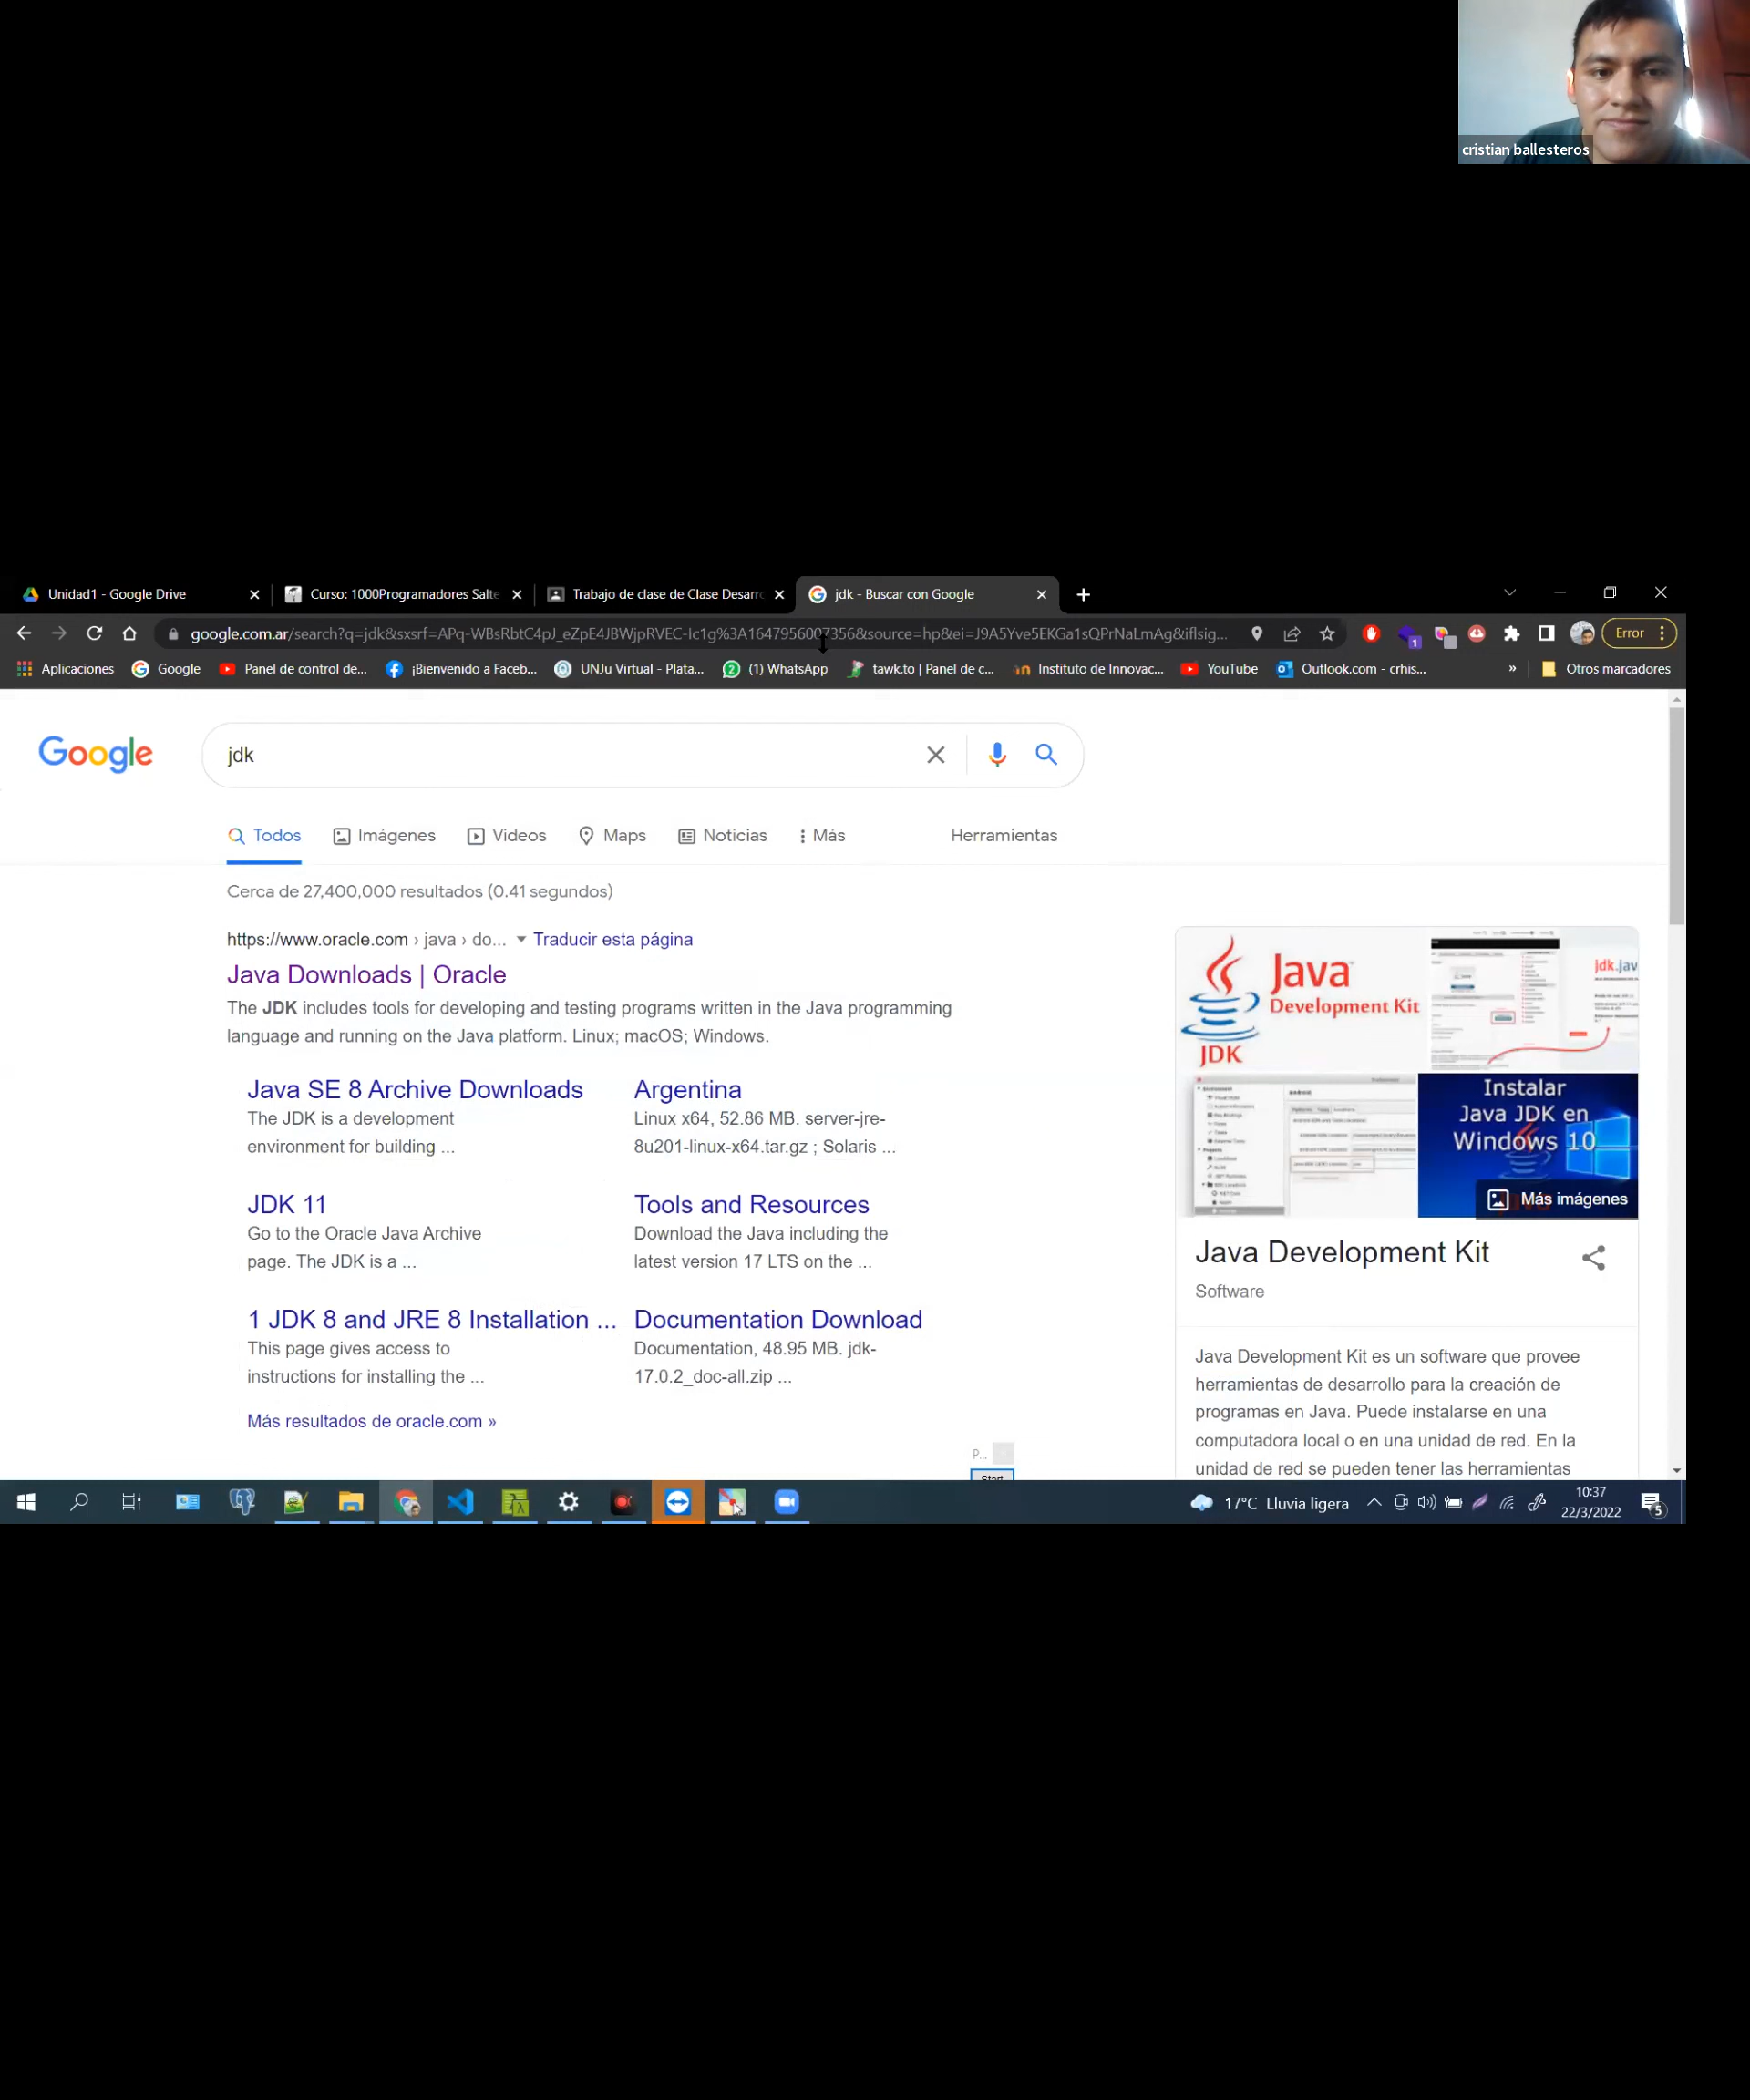 cristian ballesteros
Unidad1 - Google Drive
Curso: 1000Programadores Salte
Trabajo de clase de Clase Desarro
jdk - Buscar con Google
google.com.ar/search?q=jdk&sxsrf=APq-WBsRbtC4pJ_eZpE4JBWjpRVEC-Ic1g%3A1647956007356&source=hp&ei=J9A5Yve5EKGa1sQPrNaLmAg&iflsig...
1
Error
Aplicaciones
Google
Panel de control de...
¡Bienvenido a Faceb...
UNJu Virtual - Plata...
(1) WhatsApp
tawk.to | Panel de c...
Instituto de Innovac...
YouTube
Outlook.com - crhis...
»
Otros marcadores
Google
jdk
Todos
Imágenes
Videos
Maps
Noticias
Más
Herramientas
Cerca de 27,400,000 resultados (0.41 segundos)
https://www.oracle.com › java › do... Traducir esta página
Java Downloads | Oracle
The JDK includes tools for developing and testing programs written in the Java programming
language and running on the Java platform. Linux; macOS; Windows.
Java SE 8 Archive Downloads
The JDK is a development
environment for building ...
Argentina
Linux x64, 52.86 MB. server-jre-
8u201-linux-x64.tar.gz ; Solaris ...
JDK 11
Go to the Oracle Java Archive
page. The JDK is a ...
Tools and Resources
Download the Java including the
latest version 17 LTS on the ...
1 JDK 8 and JRE 8 Installation ...
This page gives access to
instructions for installing the ...
Documentation Download
Documentation, 48.95 MB. jdk-
17.0.2_doc-all.zip ...
Más resultados de oracle.com »
Java
Development Kit
JDK
jdk.jav
Instalar
Java JDK en
Windows 10
Más imágenes
Java Development Kit
Software
Java Development Kit es un software que provee
herramientas de desarrollo para la creación de
programas en Java. Puede instalarse en una
computadora local o en una unidad de red. En la
unidad de red se pueden tener las herramientas
P...
Start
17°C Lluvia ligera
10:37
22/3/2022
5